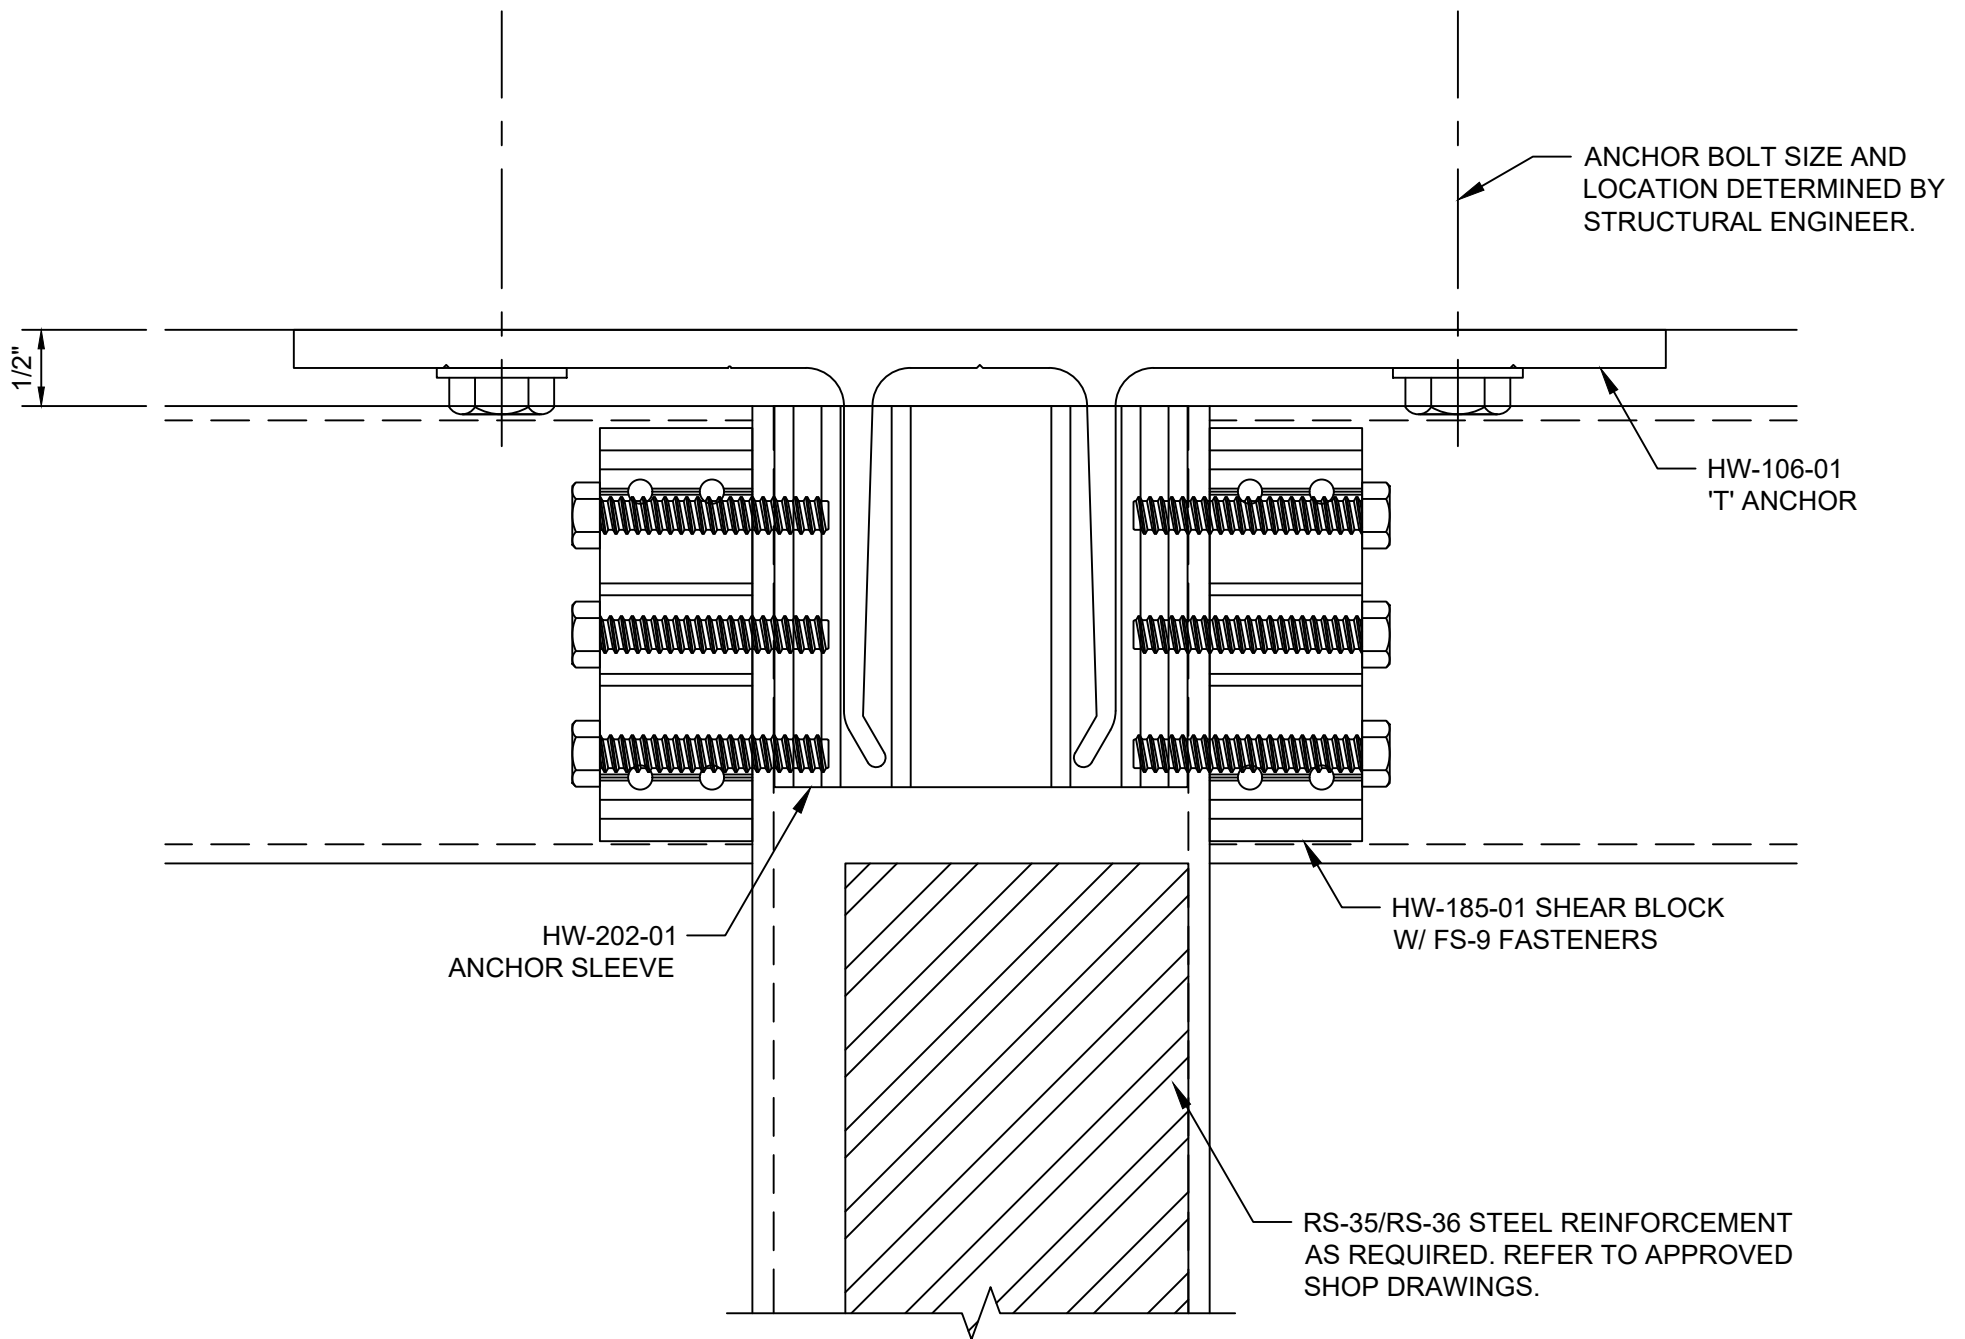 ANCHOR BOLT SIZE AND
LOCATION DETERMINED BY
STRUCTURAL ENGINEER.
1/2"
HW-106-01
'T' ANCHOR
HW-185-01 SHEAR BLOCK
W/ FS-9 FASTENERS
HW-202-01
ANCHOR SLEEVE
RS-35/RS-36 STEEL REINFORCEMENT
AS REQUIRED. REFER TO APPROVED
SHOP DRAWINGS.